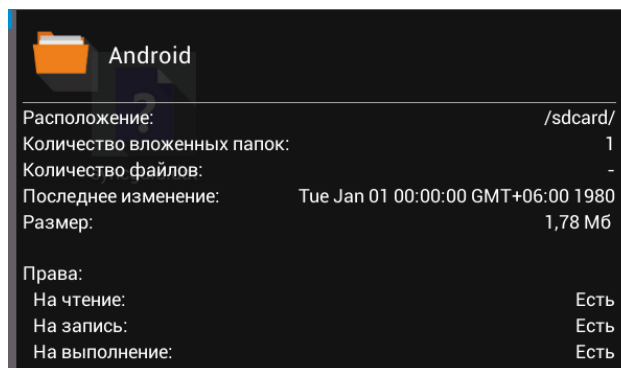 Android
Расположение: /sdcard/
Количество вложенных папок: 1
Количество файлов: -
Последнее изменение: Tue Jan 01 00:00:00 GMT+06:00 1980
Размер: 1,78 Мб
Права:
На чтение: Есть
На запись: Есть
На выполнение: Есть